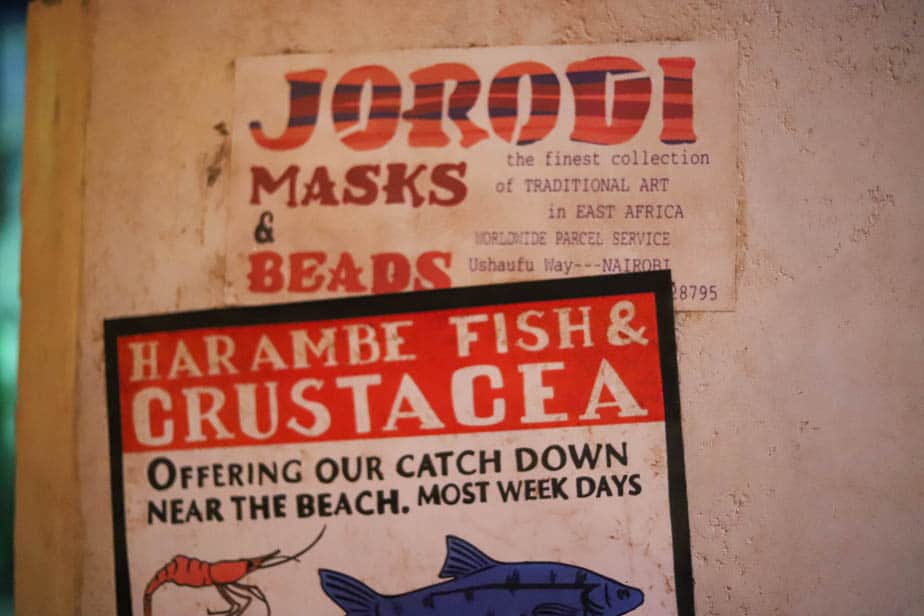 JORODI
MASKS
&
BEADS
the finest collection
of TRADITIONAL ART
in EAST AFRICA
WORLDWIDE PARCEL SERVICE
Ushaufu Way---NAIROBI
28795
HARAMBE FISH &
CRUSTACEA
OFFERING OUR CATCH DOWN
NEAR THE BEACH. MOST WEEK DAYS